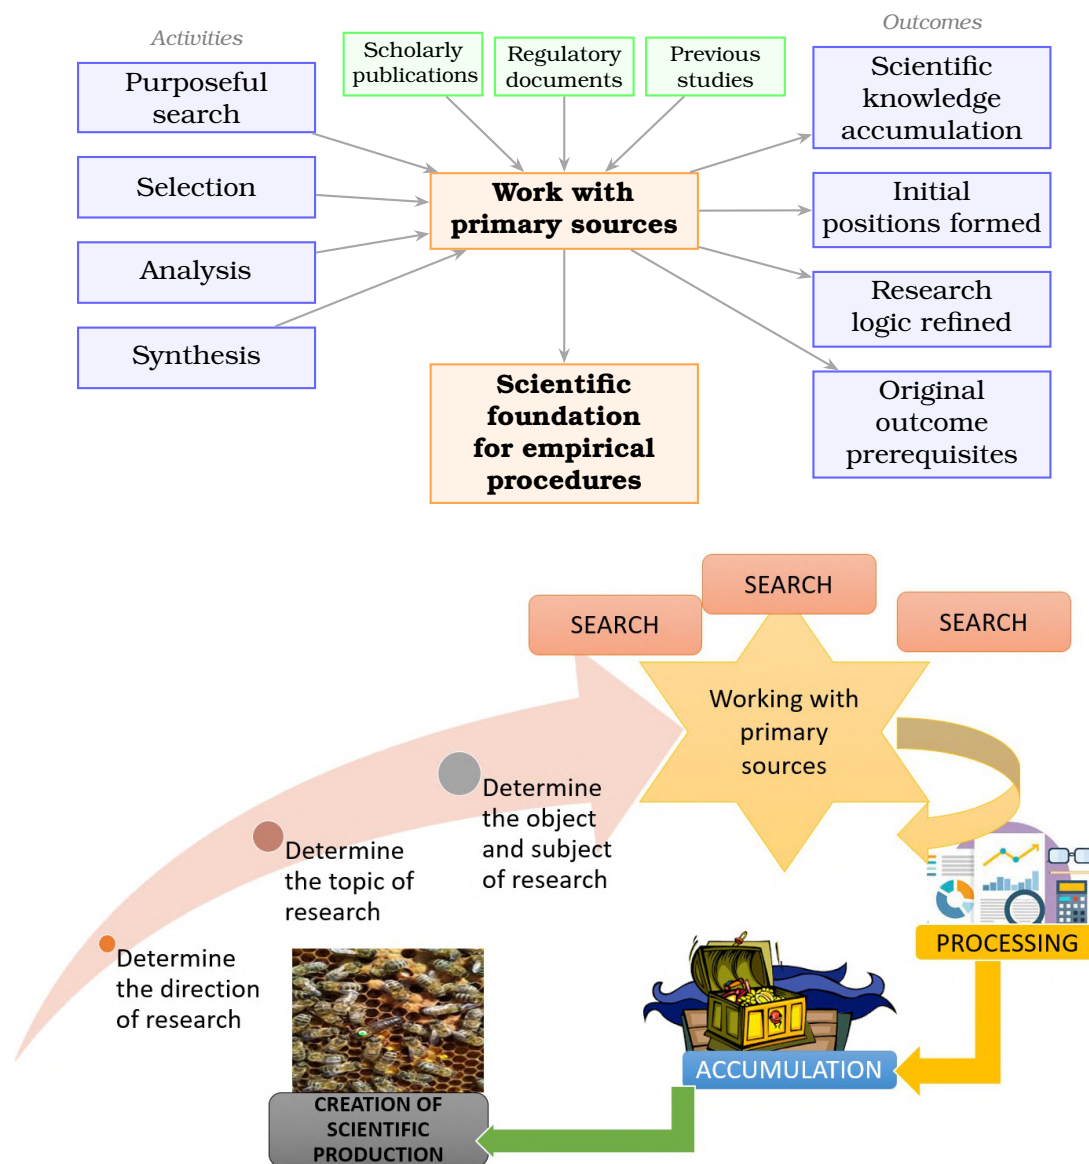 Activities
Purposeful
search
Selection
Analysis
Synthesis
Scholarly
publications
Regulatory
documents
Previous
studies
Work with
primary sources
Scientific
foundation
for empirical
procedures
Outcomes
Scientific
knowledge
accumulation
Initial
positions formed
Research
logic refined
Original
outcome
prerequisites
SEARCH
SEARCH
SEARCH
Working with
primary
sources
Determine
the object
and subject
of research
Determine
the topic of
research
Determine
the direction
of research
PROCESSING
ACCUMULATION
CREATION OF
SCIENTIFIC
PRODUCTION